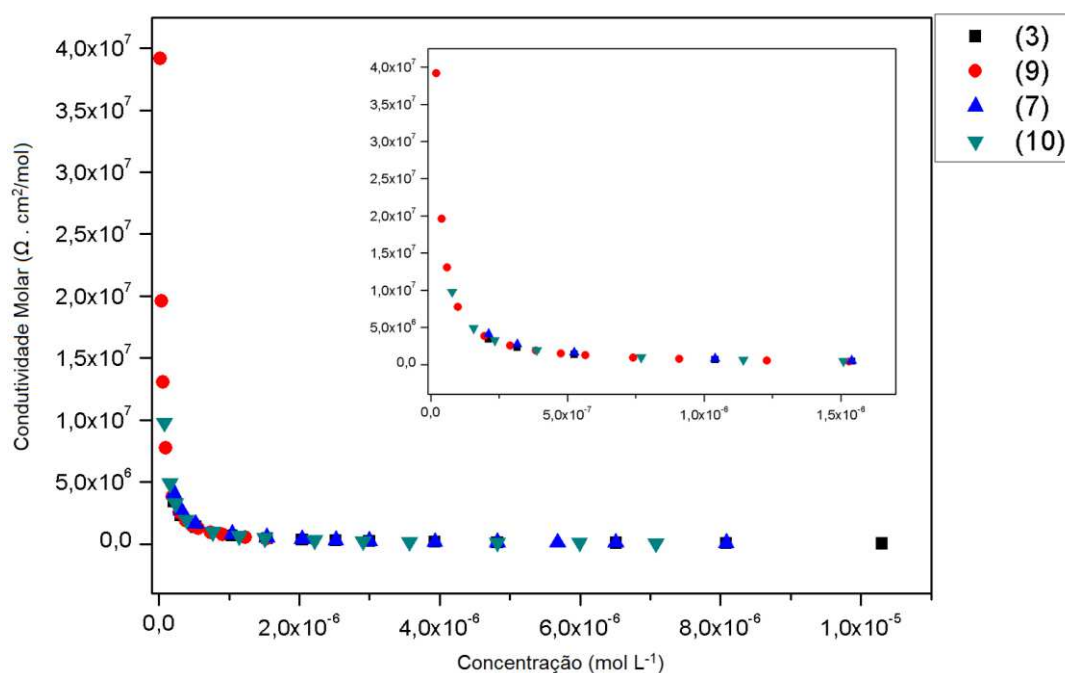 4,0x10⁷
3,5x10⁷
3,0x10⁷
2,5x10⁷
2,0x10⁷
1,5x10⁷
1,0x10⁷
5,0x10⁶
0,0
Condutividade Molar (Ω . cm²/mol)
0,0
2,0x10⁻⁶
4,0x10⁻⁶
6,0x10⁻⁶
8,0x10⁻⁶
1,0x10⁻⁵
Concentração (mol L⁻¹)
4,0x10⁷
3,5x10⁷
3,0x10⁷
2,5x10⁷
2,0x10⁷
1,5x10⁷
1,0x10⁷
5,0x10⁶
0,0
0,0
5,0x10⁻⁷
1,0x10⁻⁶
1,5x10⁻⁶
(3)
(9)
(7)
(10)